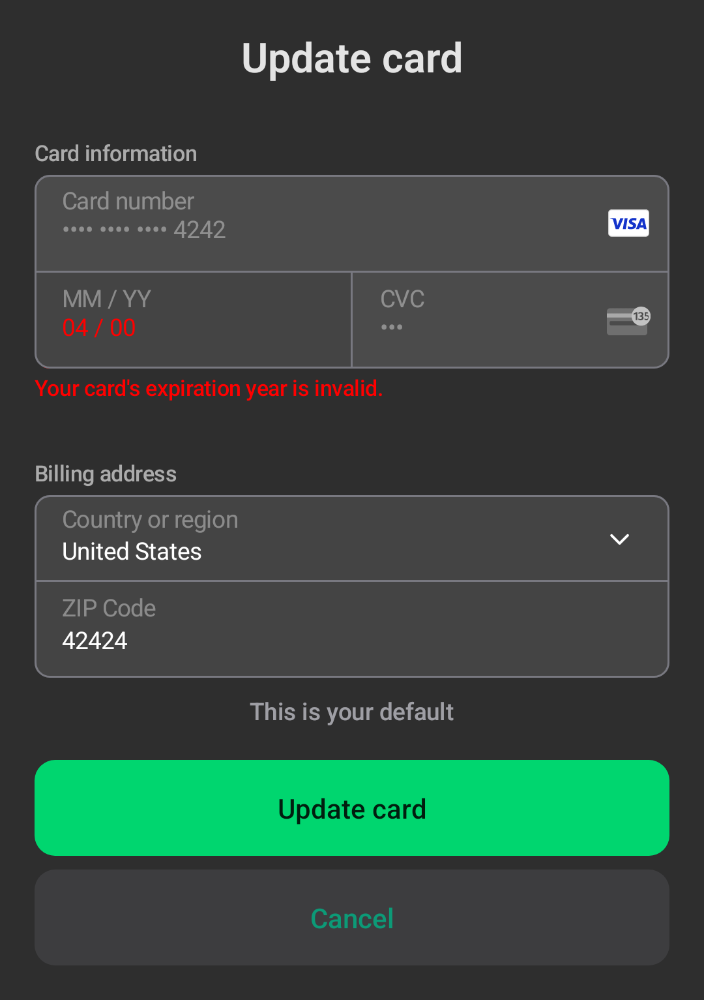 Update card
Card information
Card number
•••• •••• •••• 4242
VISA
MM / YY
04 / 00
CVC
•••
135
Your card's expiration year is invalid.
Billing address
Country or region
United States
ZIP Code
42424
This is your default
Update card
Cancel